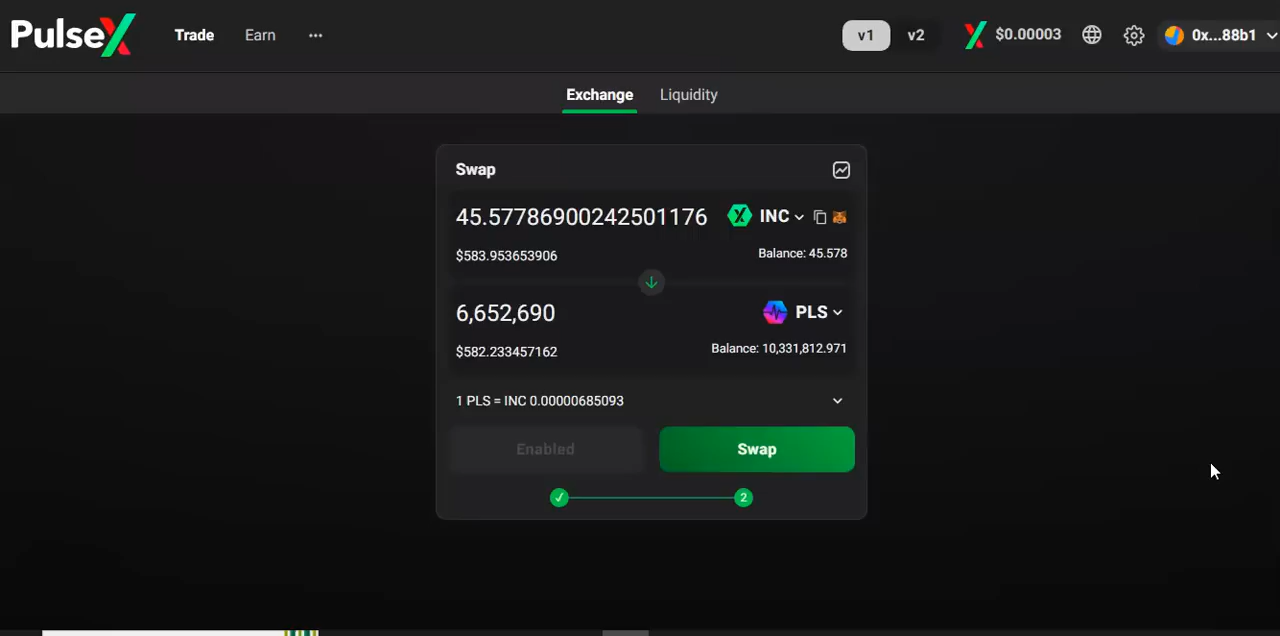 PulseX Trade Earn ... v1 v2 $0.00003 0x...88b1
Exchange Liquidity
Swap
45.57786900242501176 INC
$583.953653906 Balance: 45.578
6,652,690 PLS
$582.233457162 Balance: 10,331,812.971
1 PLS = INC 0.00000685093
Enabled Swap
2